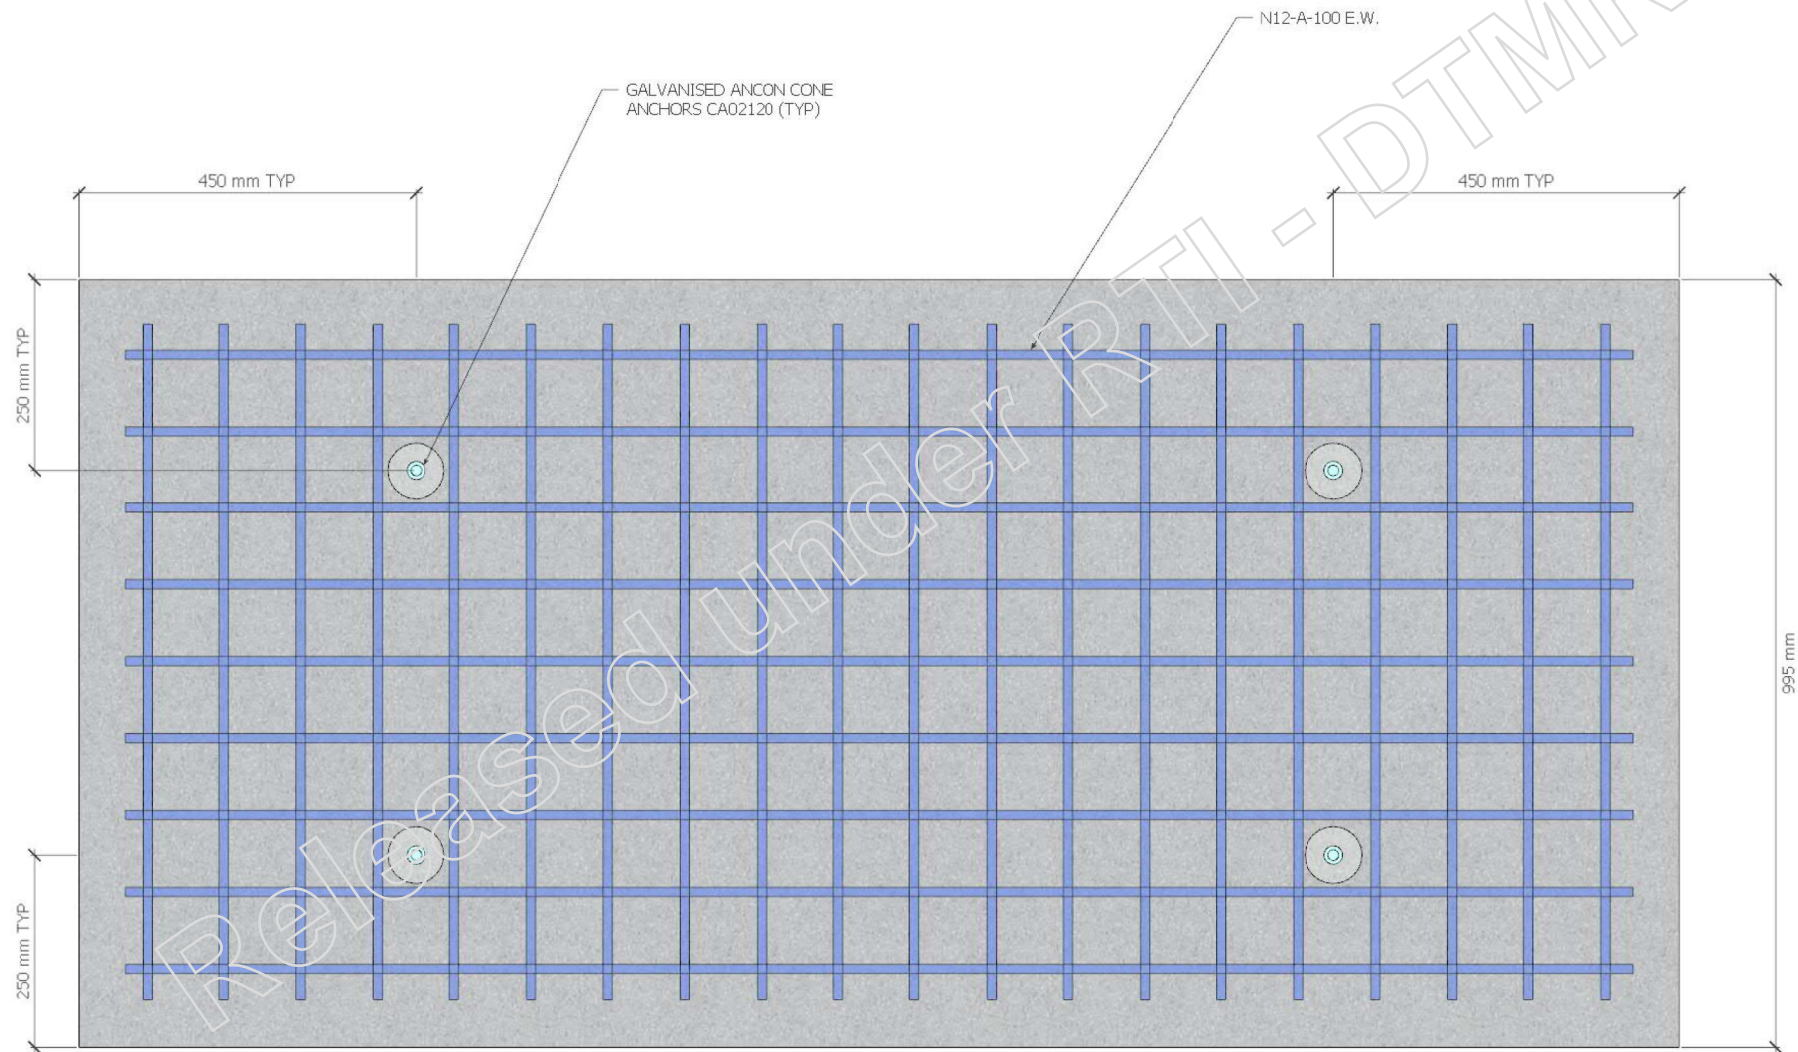 N12-A-100 E.W.
GALVANISED ANCON CONE
ANCHORS CA02120 (TYP)
450 mm TYP
450 mm TYP
250 mm TYP
995 mm
250 mm TYP
Released under RTI - DTMR